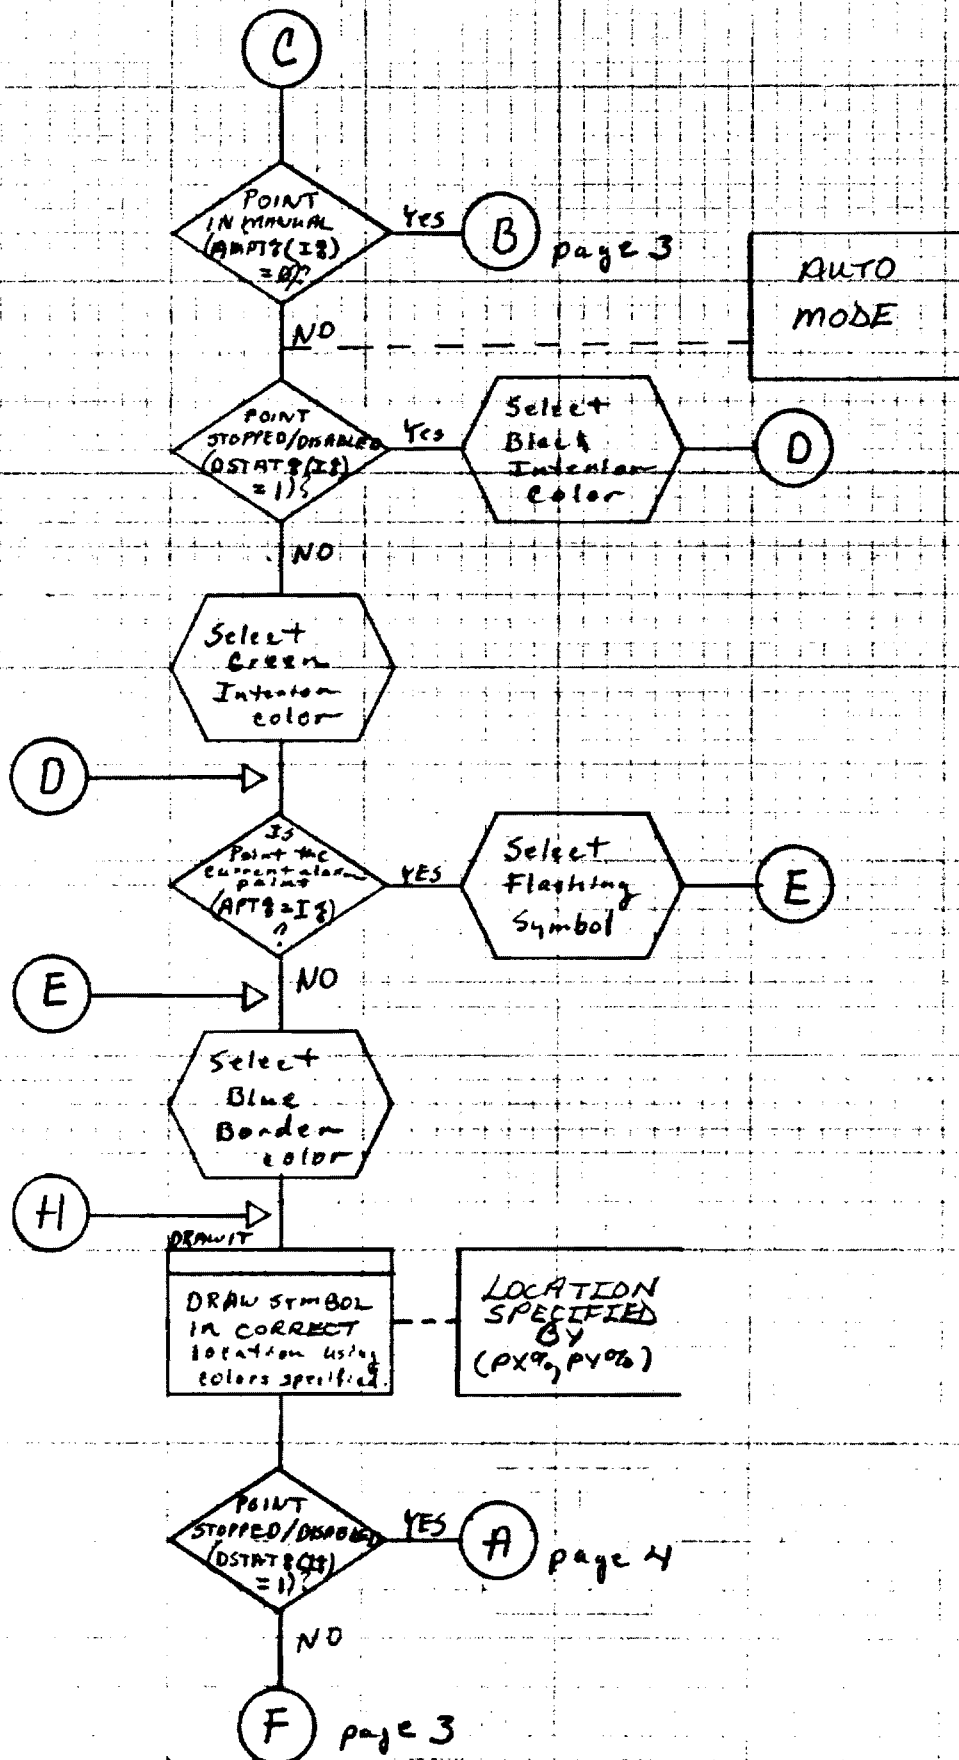 C
POINT
IN MANUAL
(AMPT%(I%)
= 0)?
Yes
B
page 3
AUTO
MODE
NO
POINT
STOPPED/DISABLED
(DSTAT%(I%)
= 1)?
Yes
Select
Black
Interior
Color
D
NO
Select
Green
Interior
color
D
Is
Point the
current alarm
point
(APT%=I%)
?
YES
Select
Flashing
Symbol
E
NO
E
Select
Blue
Border
color
H
DRAWIT
DRAW SYMBOL
IN CORRECT
location using
colors specified.
LOCATION
SPECIFIED
BY
(PX%, PY%)
POINT
STOPPED/DISABLED
(DSTAT%(I%)
= 1)?
YES
A
page 4
NO
F
page 3